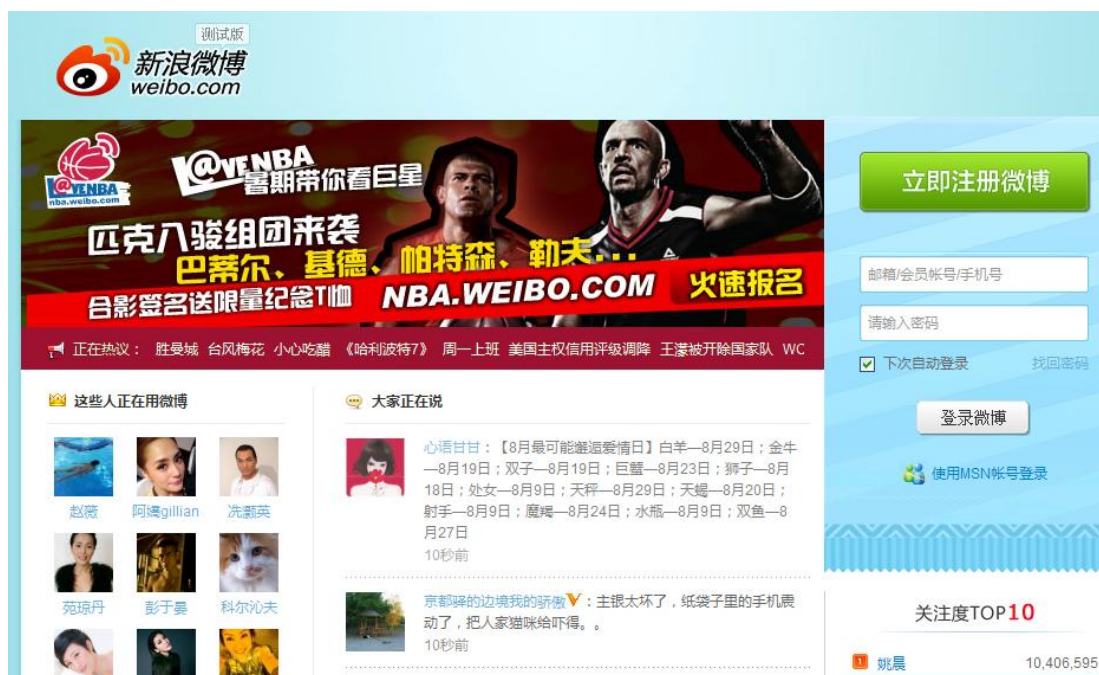 测试版
新浪微博
weibo.com
L@VENBA
nba.weibo.com
L@VENBA
暑期带你看巨星
匹克八骏组团来袭
巴蒂尔、基德、帕特森、勒夫...
合影签名送限量纪念T恤 NBA.WEIBO.COM 火速报名
正在热议： 胜曼城 台风梅花 小心吃醋 《哈利波特7》 周一上班 美国主权信用评级调降 王濛被开除国家队 WC
立即注册微博
邮箱/会员帐号/手机号
请输入密码
下次自动登录 找回密码
登录微博
使用MSN帐号登录
这些人正在用微博
赵薇 阿嬌gillian 冼灏英
苑琼丹 彭于晏 科尔沁夫
大家正在说
心语甘甘：【8月最可能邂逅爱情日】白羊—8月29日；金牛
—8月19日；双子—8月19日；巨蟹—8月23日；狮子—8月
18日；处女—8月9日；天秤—8月29日；天蝎—8月20日；
射手—8月9日；魔羯—8月24日；水瓶—8月9日；双鱼—8
月27日
10秒前
京都驿的边境我的骄傲V：主银太坏了，纸袋子里的手机震
动了，把人家猫咪给吓得。。
10秒前
关注度TOP10
1 姚晨 10,406,595